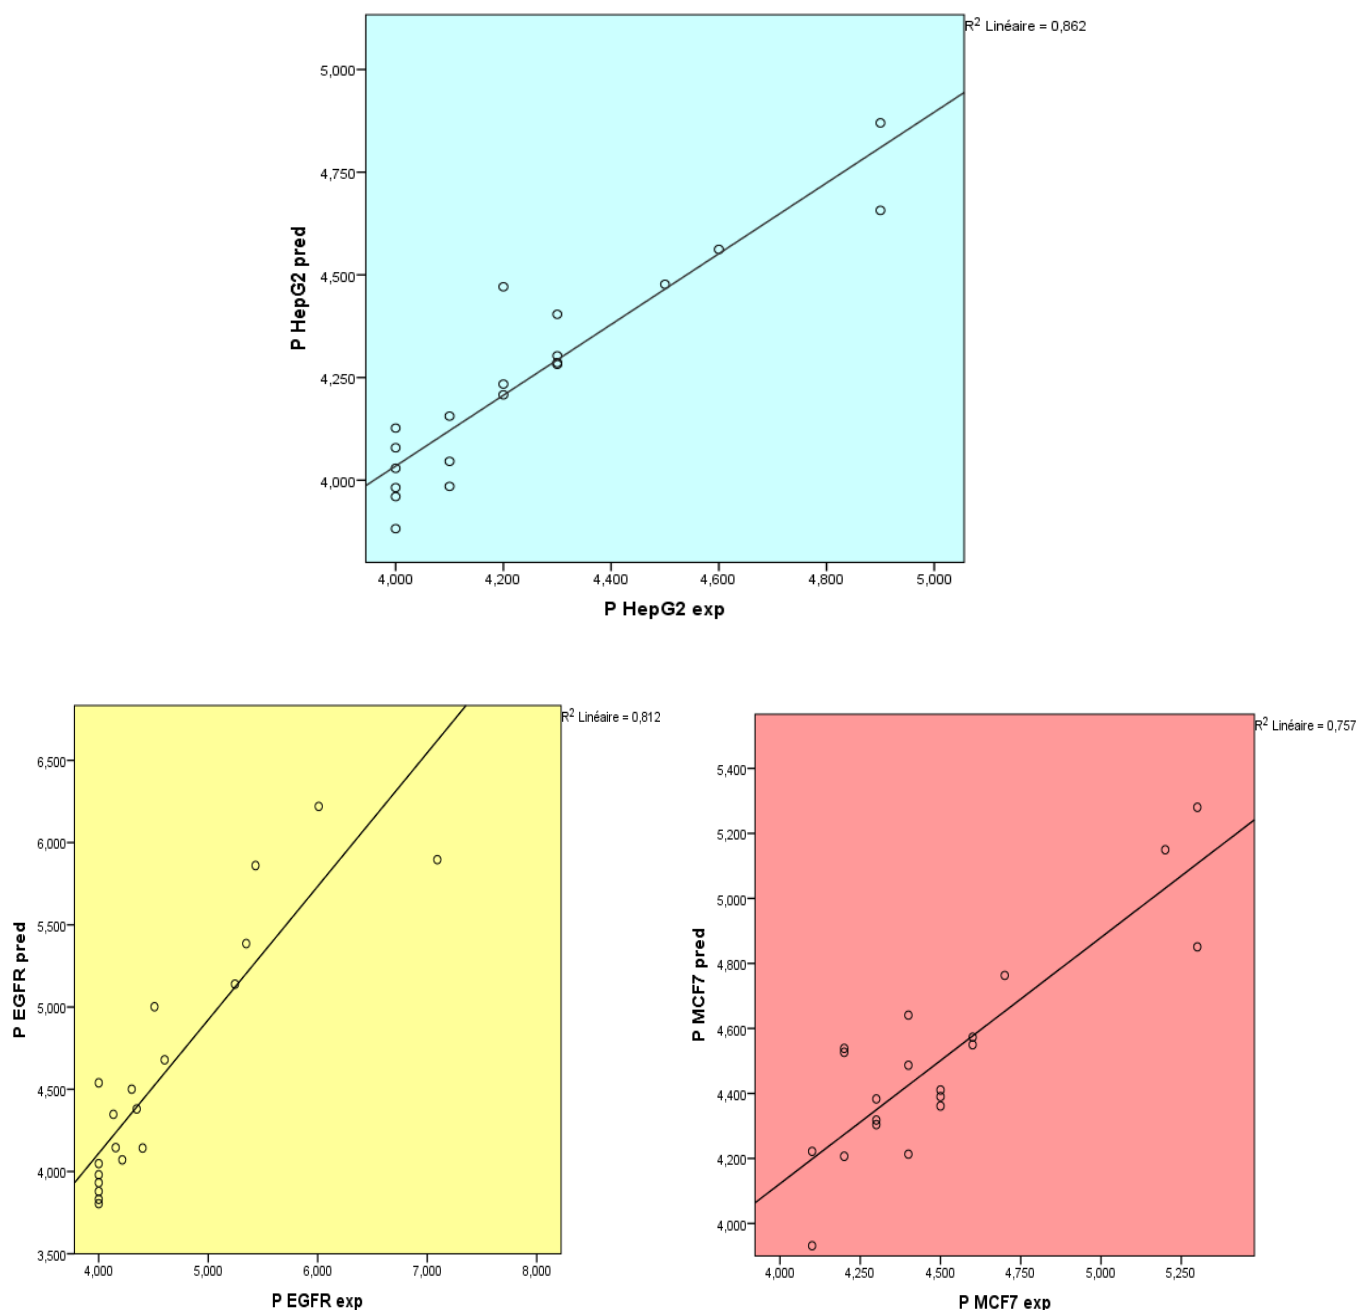 R² Linéaire = 0,862
5,000
4,750
4,500
4,250
4,000
P HepG2 pred
4,000 4,200 4,400 4,600 4,800 5,000
P HepG2 exp
R² Linéaire = 0,812
6,500
6,000
5,500
5,000
4,500
4,000
3,500
P EGFR pred
4,000 5,000 6,000 7,000 8,000
P EGFR exp
R² Linéaire = 0,757
5,400
5,200
5,000
4,800
4,600
4,400
4,200
4,000
P MCF7 pred
4,000 4,250 4,500 4,750 5,000 5,250
P MCF7 exp